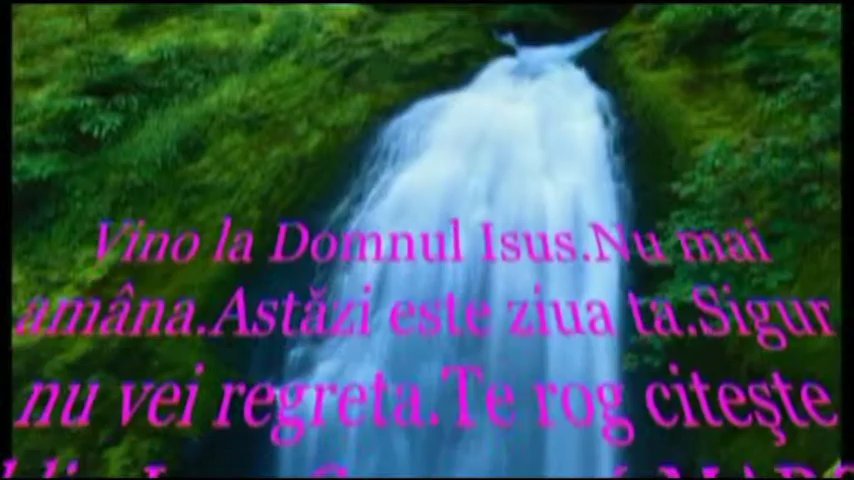 Vino la Domnul Isus.Nu mai
amâna.Astăzi este ziua ta.Sigur
nu vei regreta.Te rog citeşte